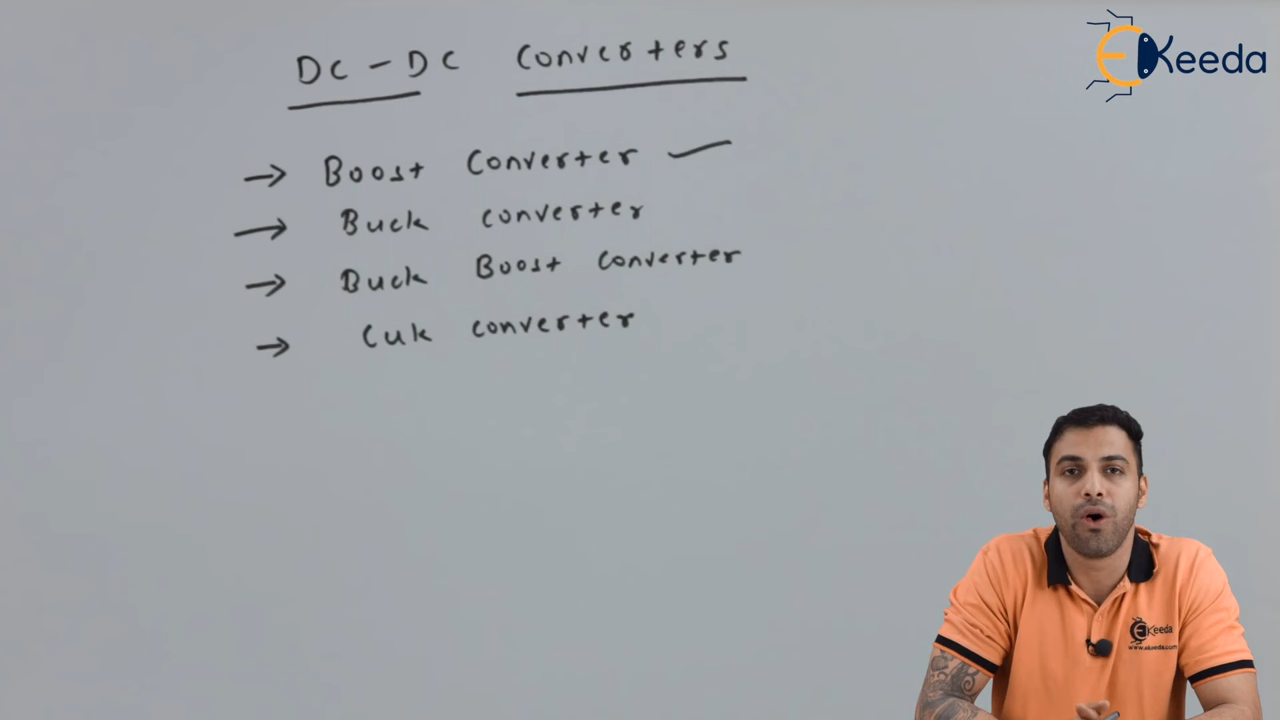 DC - DC Converters
EKeeda
→ Boost Converter
→ Buck converter
→ Buck Boost converter
→ Cuk converter
EKeeda
www.ekeeda.com